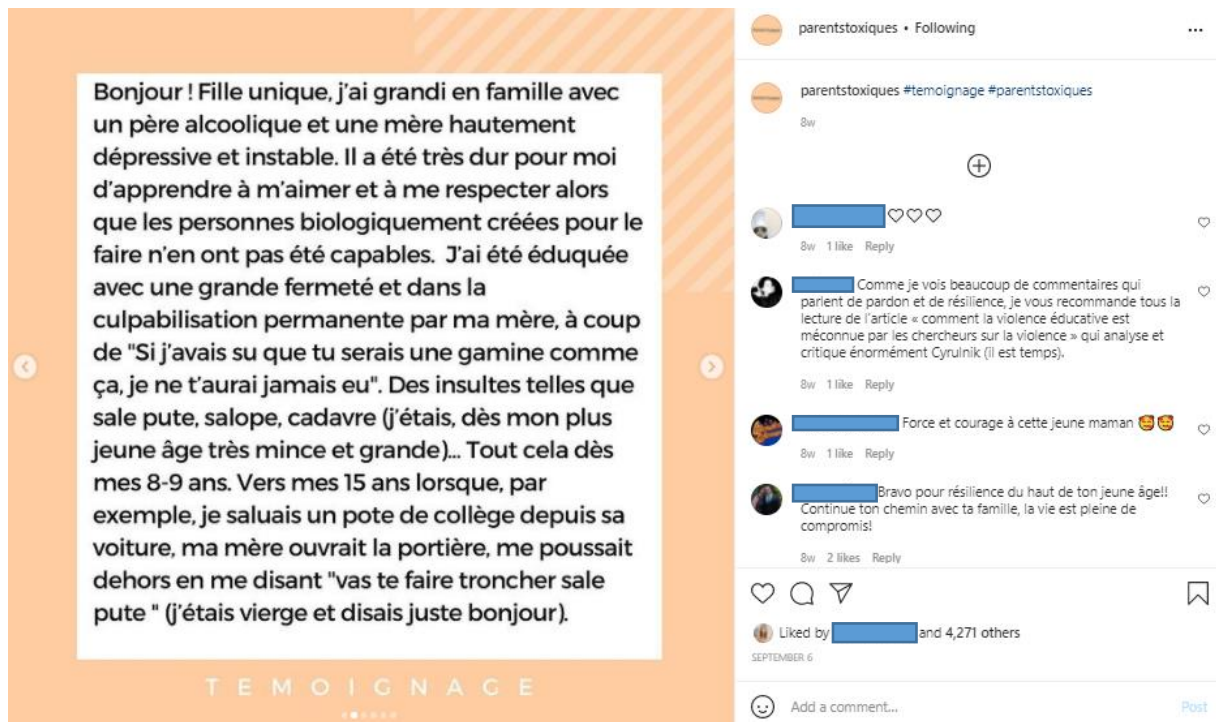 Bonjour ! Fille unique, j'ai grandi en famille avec
un père alcoolique et une mère hautement
dépressive et instable. Il a été très dur pour moi
d'apprendre à m'aimer et à me respecter alors
que les personnes biologiquement créées pour le
faire n'en ont pas été capables. J'ai été éduquée
avec une grande fermeté et dans la
culpabilisation permanente par ma mère, à coup
de "Si j'avais su que tu serais une gamine comme
ça, je ne t'aurai jamais eu". Des insultes telles que
sale pute, salope, cadavre (j'étais, dès mon plus
jeune âge très mince et grande)... Tout cela dès
mes 8-9 ans. Vers mes 15 ans lorsque, par
exemple, je saluais un pote de collège depuis sa
voiture, ma mère ouvrait la portière, me poussait
dehors en me disant "vas te faire troncher sale
pute " (j'étais vierge et disais juste bonjour).
TEMOIGNAGE
parentstoxiques • Following
parentstoxiques #temoignage #parentstoxiques
8w
8w 1 like Reply
Comme je vois beaucoup de commentaires qui
parlent de pardon et de résilience, je vous recommande tous la
lecture de l'article « comment la violence éducative est
méconnue par les chercheurs sur la violence » qui analyse et
critique énormément Cyrulnik (il est temps).
8w 1 like Reply
Force et courage à cette jeune maman 🥰🥰
8w 1 like Reply
Bravo pour résilience du haut de ton jeune âge!!
Continue ton chemin avec ta famille, la vie est pleine de
compromis!
8w 2 likes Reply
Liked by and 4,271 others
SEPTEMBER 6
Add a comment... Post